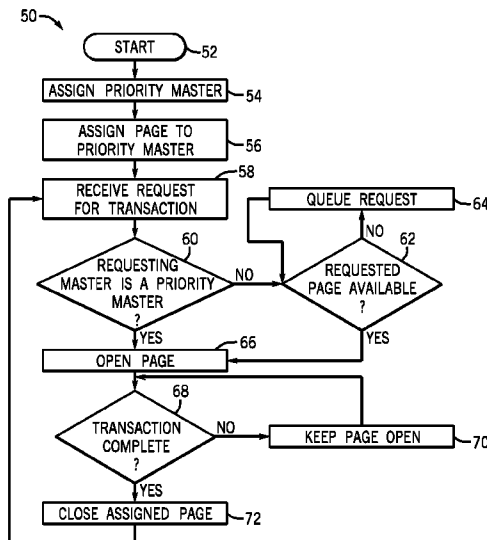 50
START
52
ASSIGN PRIORITY MASTER
54
ASSIGN PAGE TO
PRIORITY MASTER
56
58
RECEIVE REQUEST
FOR TRANSACTION
QUEUE REQUEST
64
60
REQUESTING
MASTER IS A PRIORITY
MASTER
?
NO
YES
NO
62
REQUESTED
PAGE AVAILABLE
?
YES
66
OPEN PAGE
68
TRANSACTION
COMPLETE
?
NO
KEEP PAGE OPEN
70
YES
CLOSE ASSIGNED PAGE
72